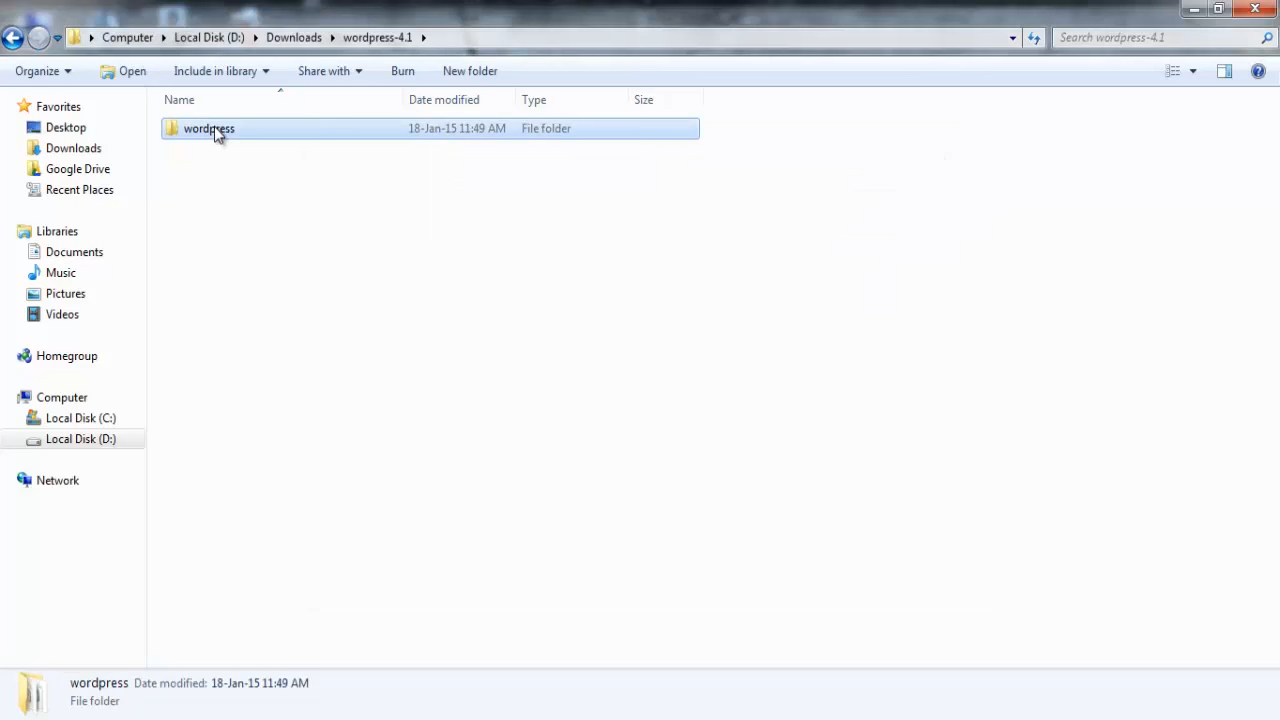 Computer Local Disk (D:) Downloads wordpress-4.1
Search wordpress-4.1
Organize Open Include in library Share with Burn New folder
Name Date modified Type Size
wordpress 18-Jan-15 11:49 AM File folder
Favorites
Desktop
Downloads
Google Drive
Recent Places
Libraries
Documents
Music
Pictures
Videos
Homegroup
Computer
Local Disk (C:)
Local Disk (D:)
Network
wordpress Date modified: 18-Jan-15 11:49 AM
File folder